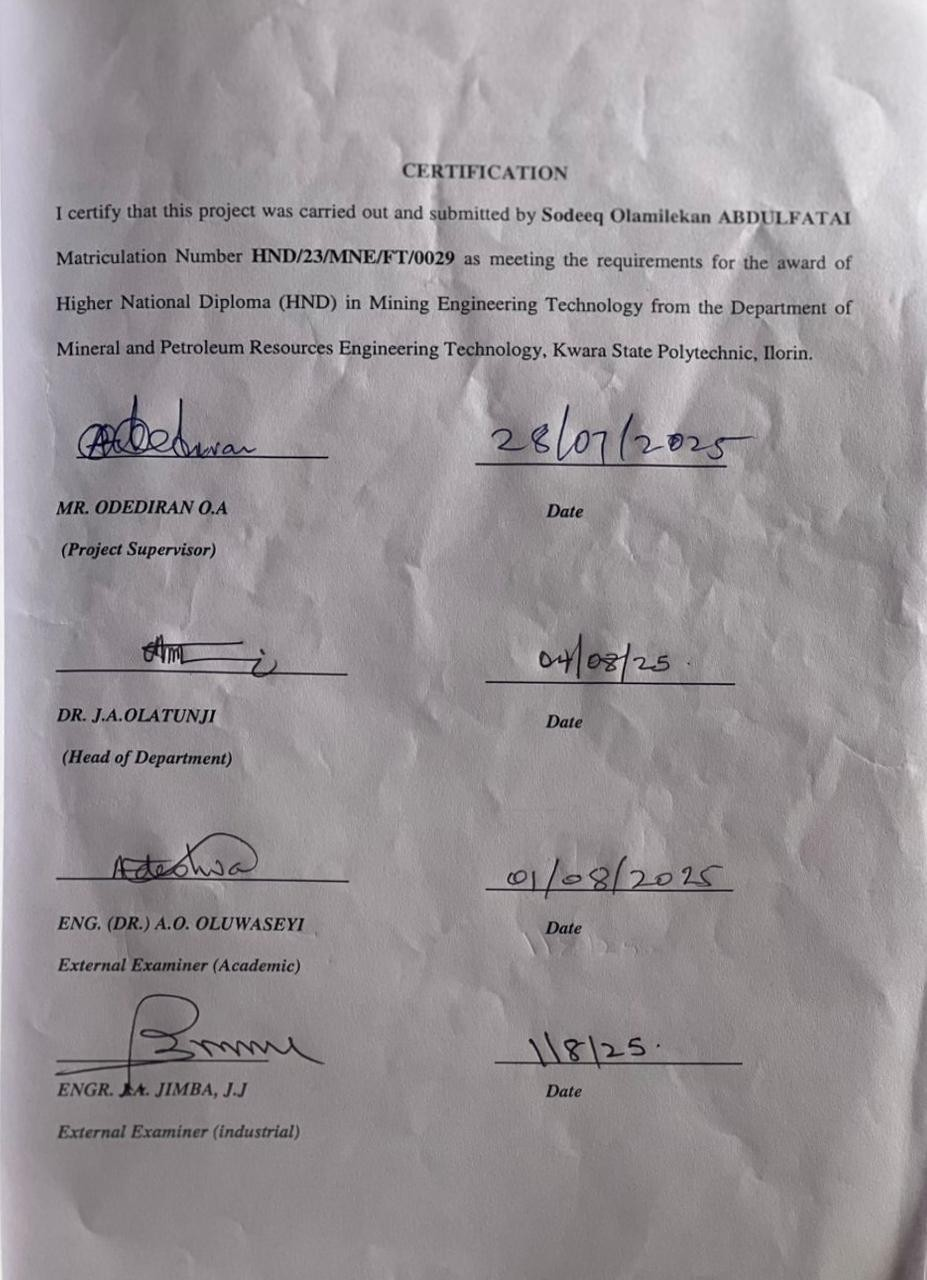 CERTIFICATION
I certify that this project was carried out and submitted by Sodeeq Olamilekan ABDULFATAI
Matriculation Number HND/23/MNE/FT/0029 as meeting the requirements for the award of
Higher National Diploma (HND) in Mining Engineering Technology from the Department of
Mineral and Petroleum Resources Engineering Technology, Kwara State Polytechnic, Ilorin.
28/07/2025
MR. ODEDIRAN O.A
Date
(Project Supervisor)
04/08/25
DR. J.A.OLATUNJI
Date
(Head of Department)
01/08/2025
ENG. (DR.) A.O. OLUWASEYI
Date
External Examiner (Academic)
1/8/25.
ENGR. JIMBA, J.J
Date
External Examiner (industrial)